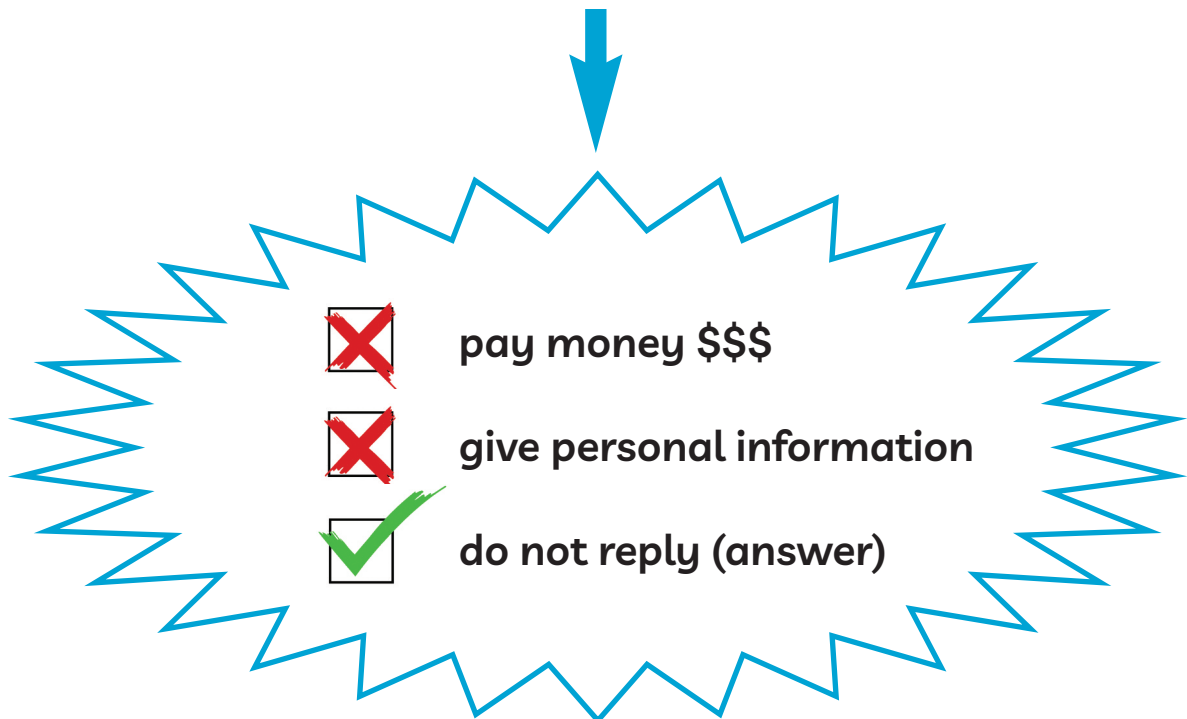 pay money $$$
give personal information
do not reply (answer)